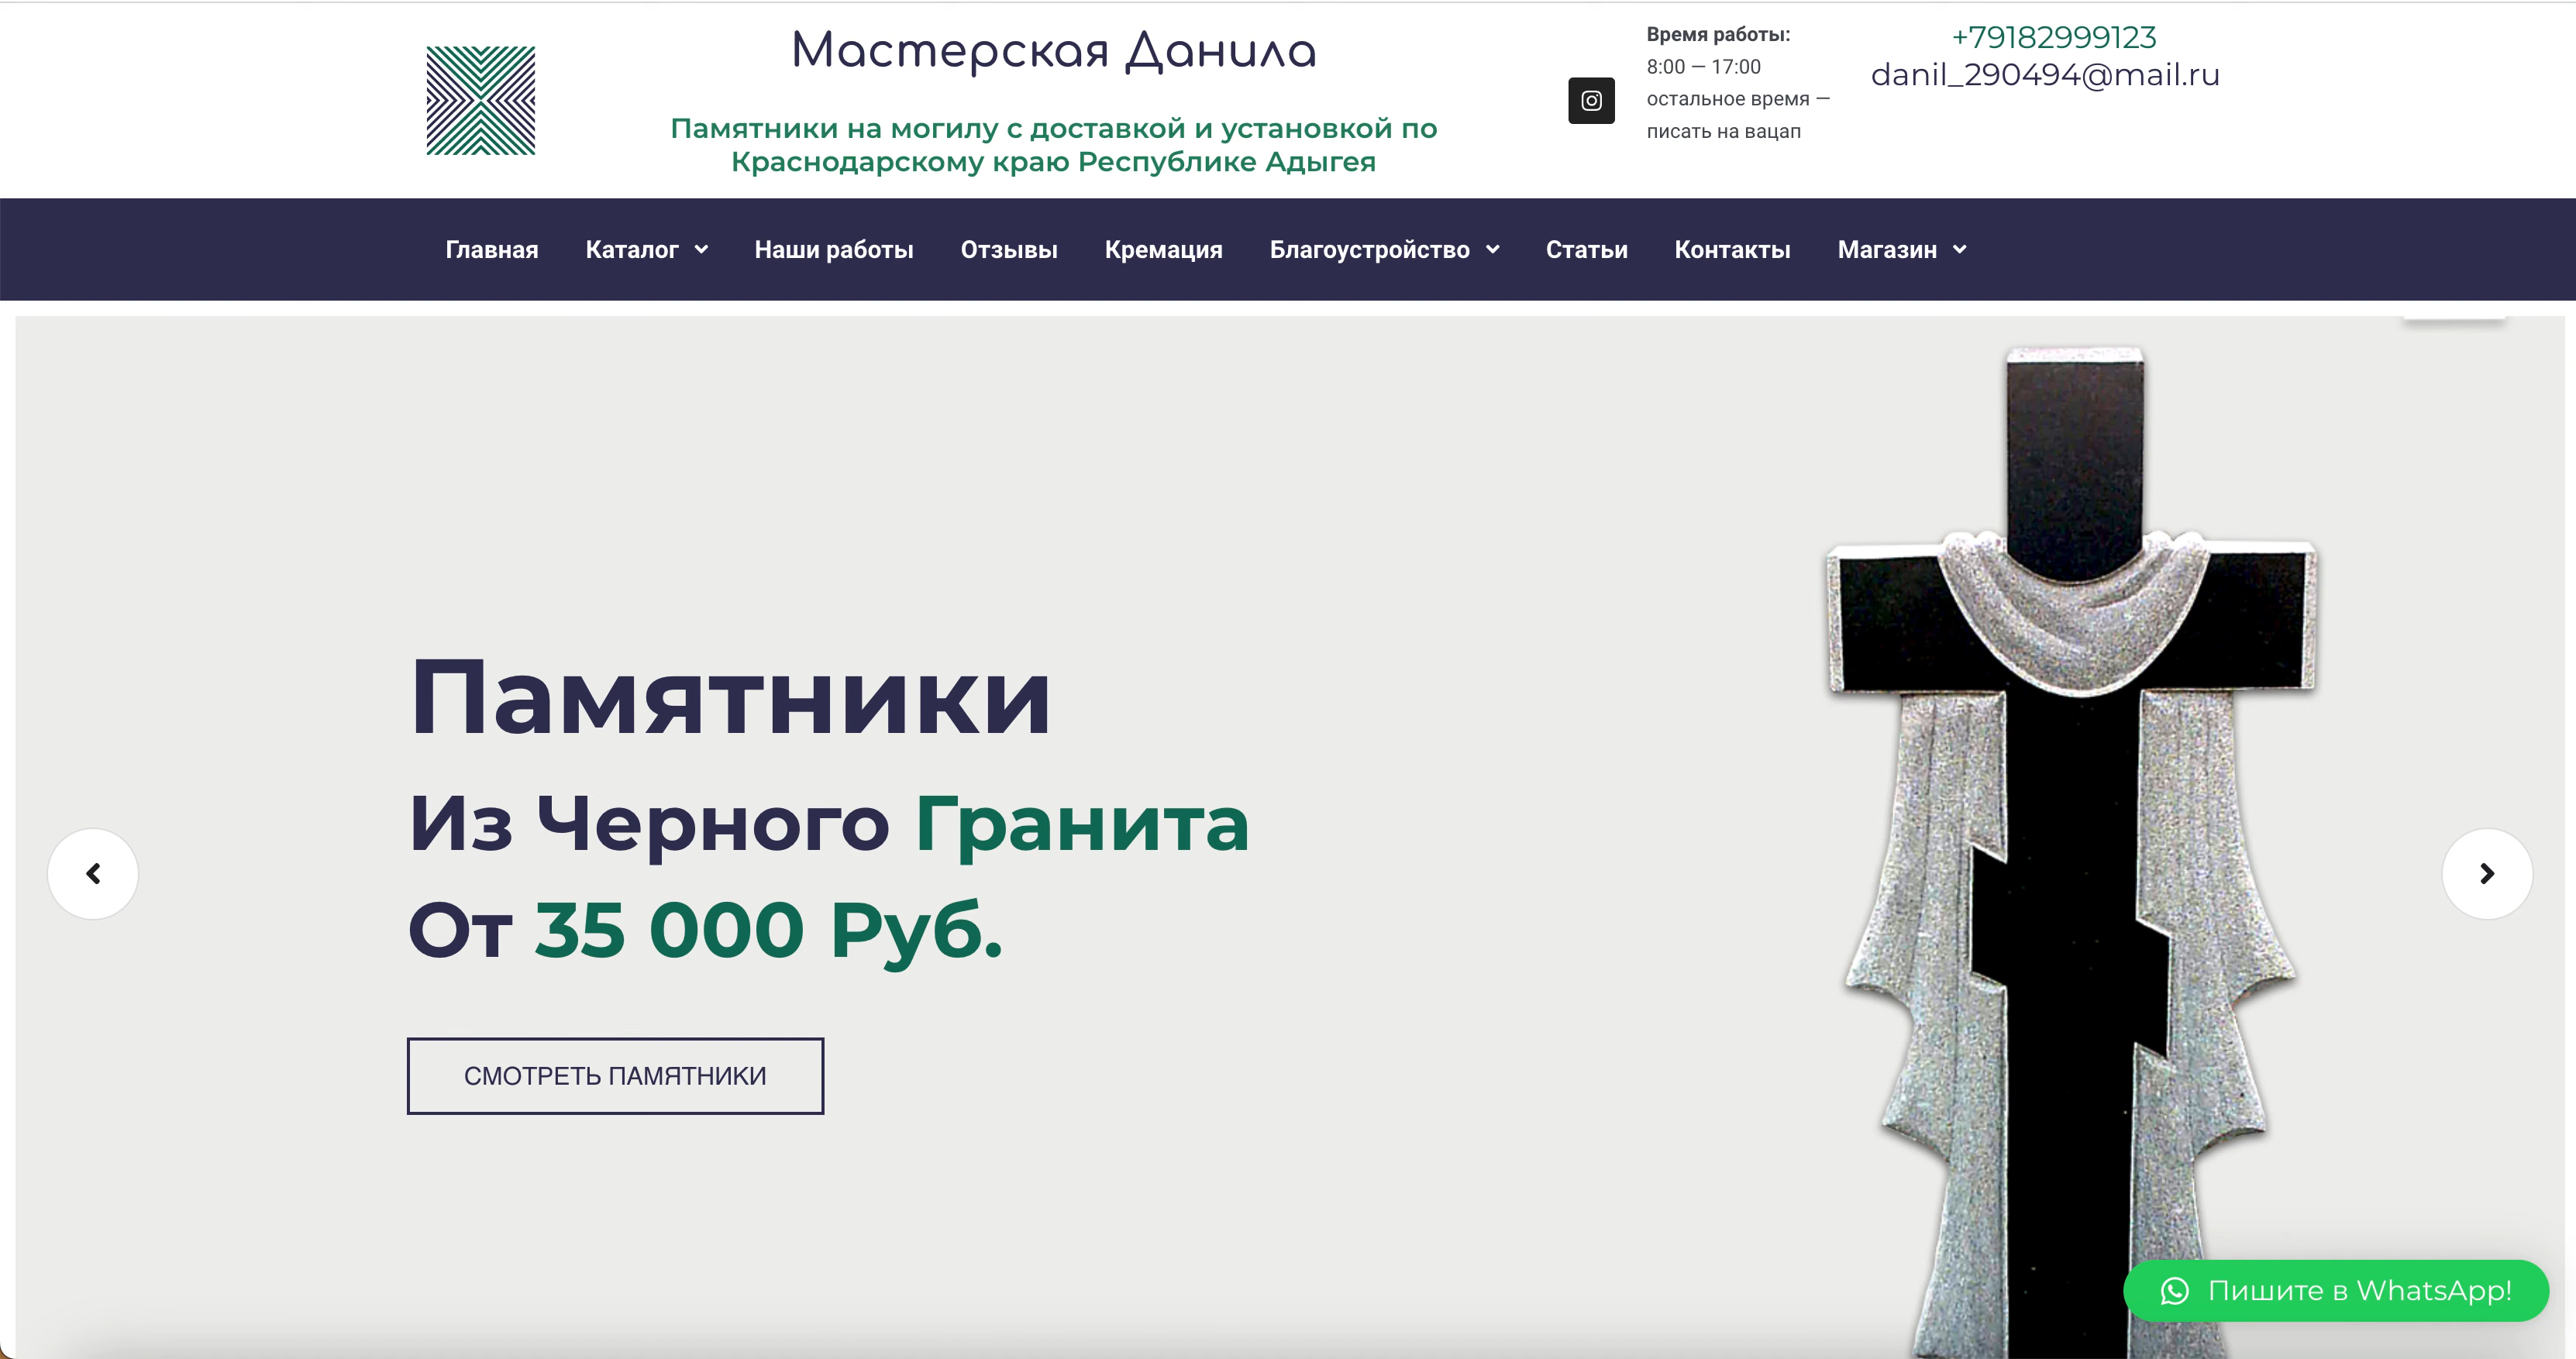 Мастерская Данила
Памятники на могилу с доставкой и установкой по
Краснодарскому краю Республике Адыгея
Время работы:
8:00 — 17:00
остальное время —
писать на вацап
+79182999123
danil_290494@mail.ru
Главная Каталог Наши работы Отзывы Кремация Благоустройство Статьи Контакты Магазин
Памятники
Из Черного Гранита
От 35 000 Руб.
СМОТРЕТЬ ПАМЯТНИКИ
Пишите в WhatsApp!